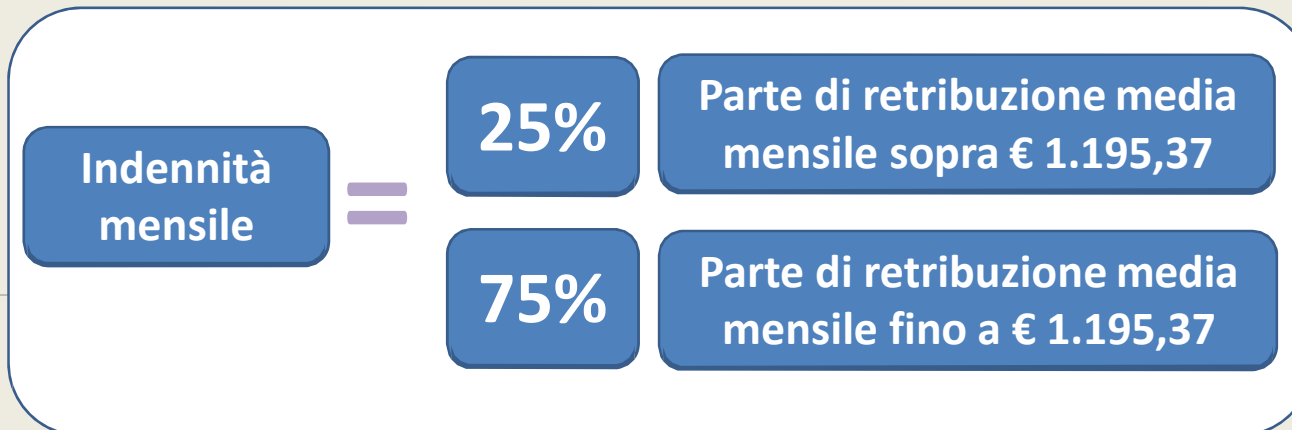 Indennità
mensile
=
25%
Parte di retribuzione media
mensile sopra € 1.195,37
75%
Parte di retribuzione media
mensile fino a € 1.195,37